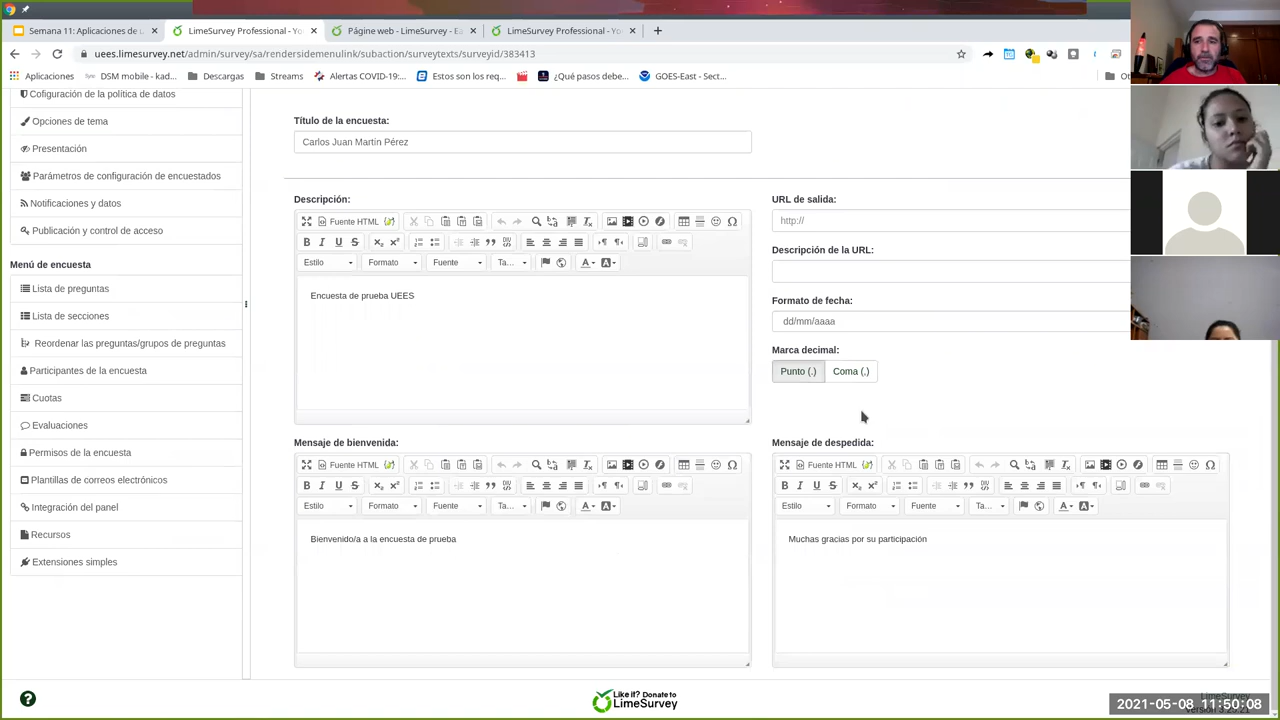 Semana 11: Aplicaciones de
LimeSurvey Professional - Yo
Págine web - LimeSurvey - Ea
LimeSurvey Professional - Yo
uees.limesurvey.net/admin/survey/sa/rendersidemenulink/subaction/surveytexts/surveyid/383413
Aplicaciones
DSM mobile - kad...
Descargas
Streams
Alertas COVID-19:...
Estos son los req...
¿Qué pasos debe...
GOES-East - Sect...
Cofiguración de la política de datos
Opciones de tema
Presentación
Parámetros de configuración de encuestados
Notificaciones y datos
Publicación y control de acceso
Menú de encuesta
Lista de preguntas
Lista de secciones
Reordenar las preguntas/grupos de preguntas
Participantes de la encuesta
Cuotas
Evaluaciones
Permisos de la encuesta
Plantillas de correos electrónicos
Integración del panel
Recursos
Extensiones simples
Título de la encuesta:
Carlos Juan Martín Pérez
Descripción:
Fuente HTML
Estilo Formato Fuente Ta...
Encuesta de prueba UEES
URL de salida:
http://
Descripción de la URL:
Formato de fecha:
dd/mm/aaaa
Marca decimal:
Punto (.) Coma (,)
Mensaje de bienvenida:
Fuente HTML
Estilo Formato Fuente Ta...
Bienvenido/a a la encuesta de prueba
Mensaje de despedida:
Fuente HTML
Estilo Formato Fuente Ta...
Muchas gracias por su participación
Like it? Donate to
LimeSurvey
LimeSurvey
2021-05-08 11:50:08